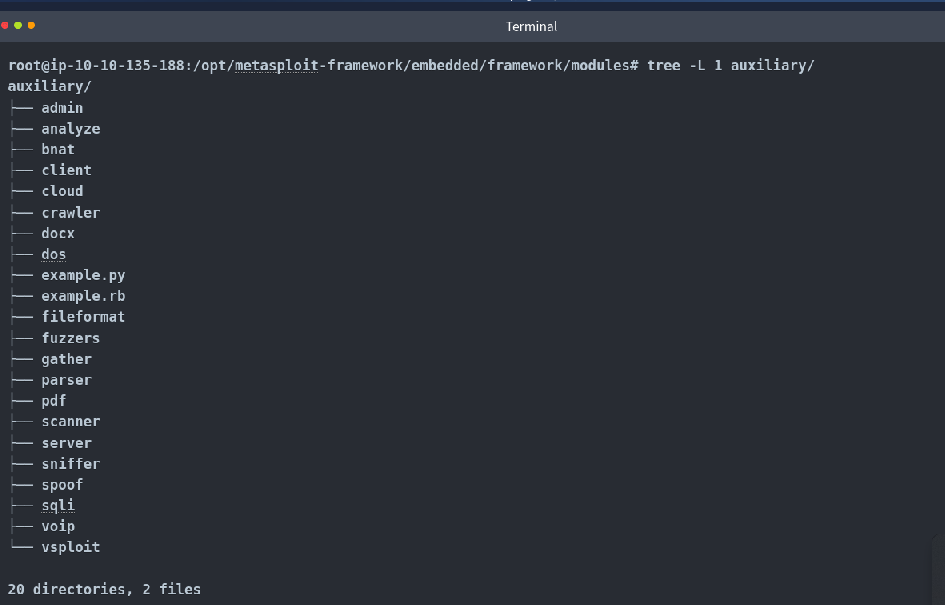 Terminal
root@ip-10-10-135-188:/opt/metasploit-framework/embedded/framework/modules# tree -L 1 auxiliary/
auxiliary/
├── admin
├── analyze
├── bnat
├── client
├── cloud
├── crawler
├── docx
├── dos
├── example.py
├── example.rb
├── fileformat
├── fuzzers
├── gather
├── parser
├── pdf
├── scanner
├── server
├── sniffer
├── spoof
├── sqli
├── voip
└── vsploit
20 directories, 2 files